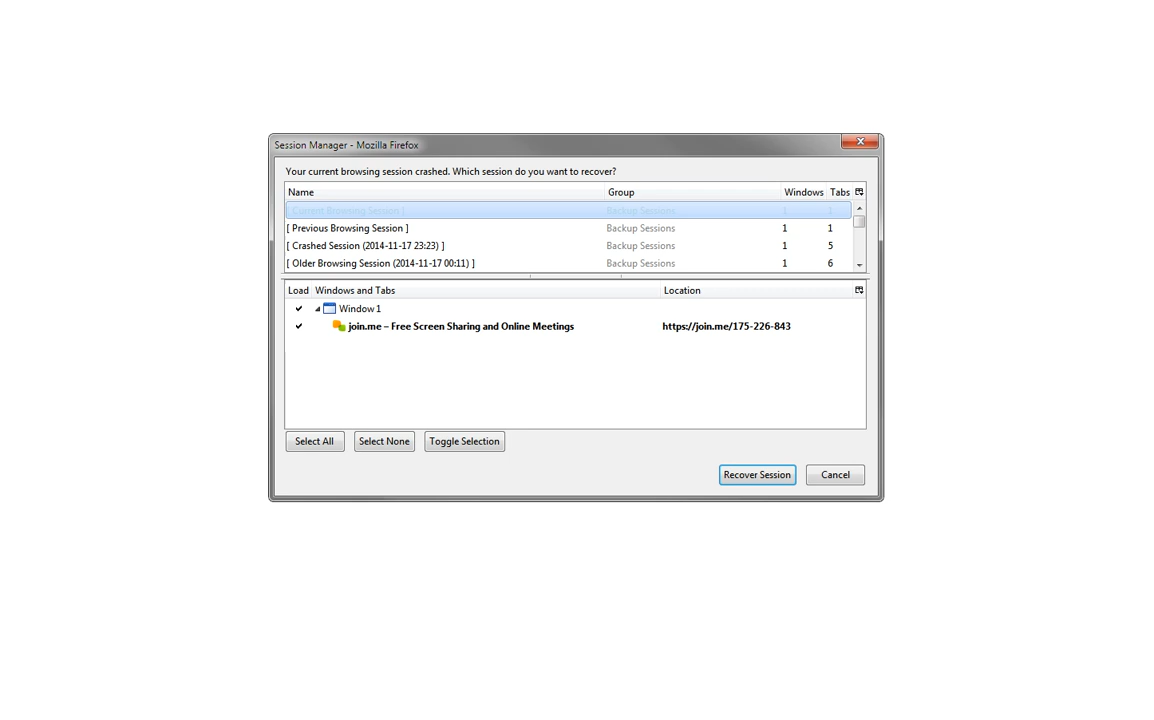 Session Manager - Mozilla Firefox
Your current browsing session crashed. Which session do you want to recover?
Name Group Windows Tabs
[ Current Browsing Session ] Backup Sessions 1 1
[ Previous Browsing Session ] Backup Sessions 1 1
[ Crashed Session (2014-11-17 23:23) ] Backup Sessions 1 5
[ Older Browsing Session (2014-11-17 00:11) ] Backup Sessions 1 6
Load Windows and Tabs Location
Window 1
join.me – Free Screen Sharing and Online Meetings https://join.me/175-226-843
Select All Select None Toggle Selection
Recover Session Cancel